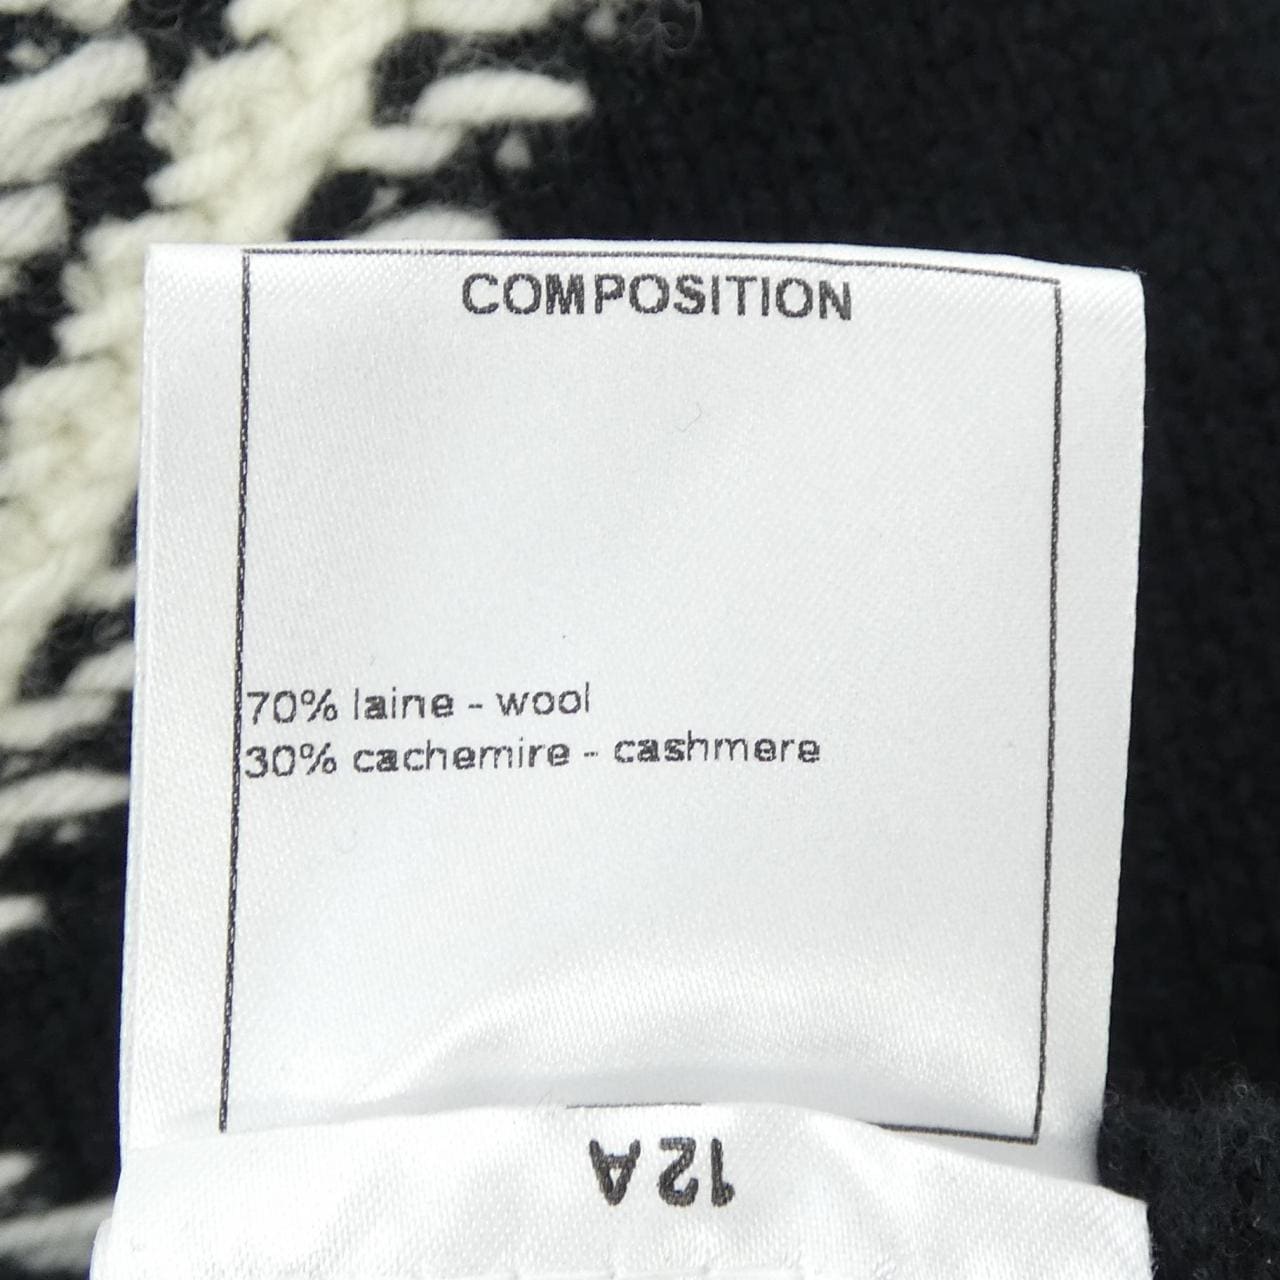 COMPOSITION
70% laine - wool
30% cachemire - cashmere
12A